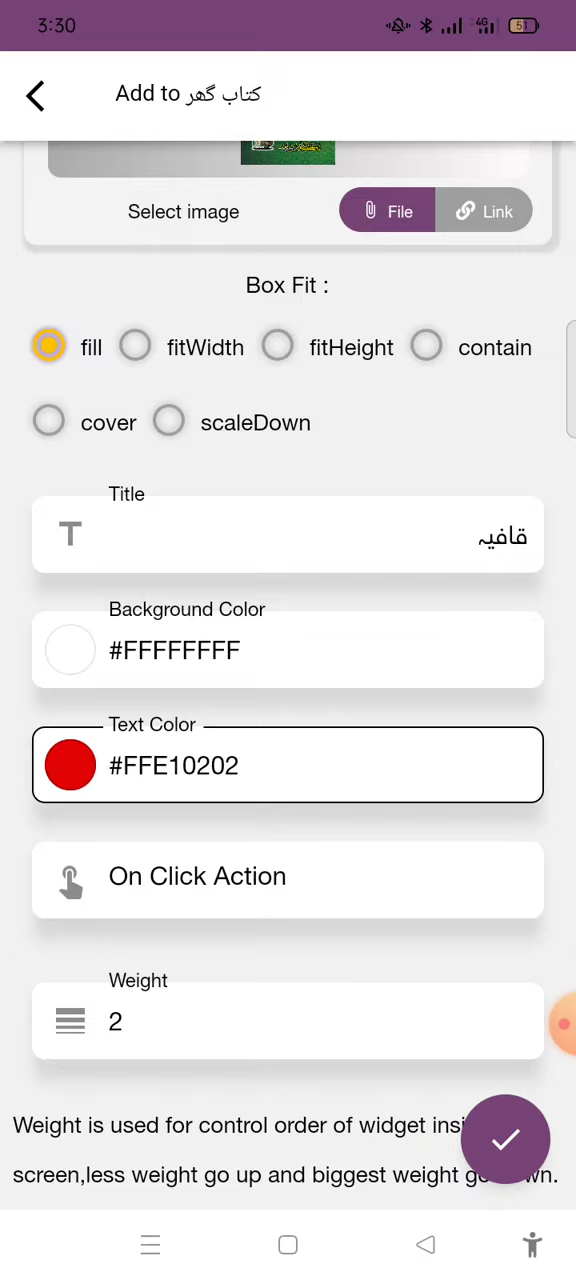 3:30
4G
51
Add to کتاب گھر
Select image
File
Link
Box Fit :
fill
fitWidth
fitHeight
contain
cover
scaleDown
Title
T
قافیہ
Background Color
#FFFFFFFF
Text Color
#FFE10202
On Click Action
Weight
2
Weight is used for control order of widget
screen,less weight go up and biggest weight